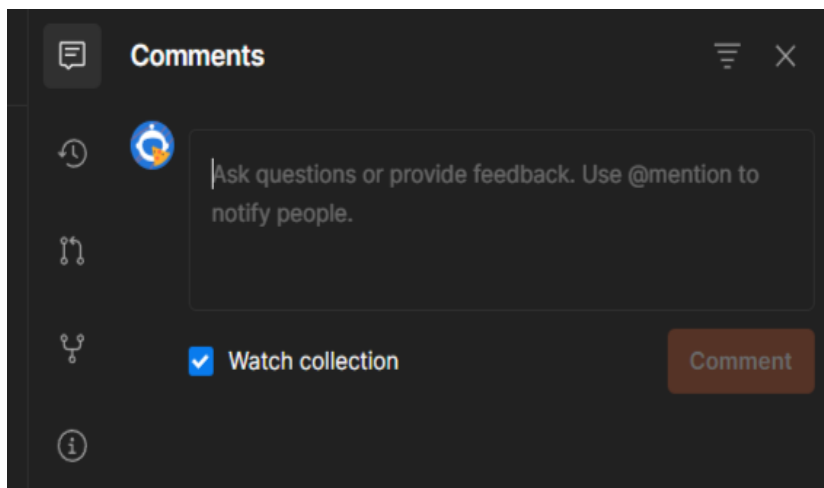 Comments
Ask questions or provide feedback. Use @mention to
notify people.
Watch collection
Comment